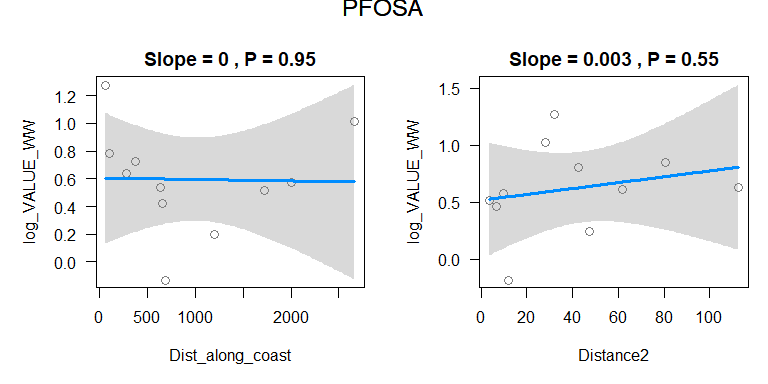 PFOSA
Slope = 0 , P = 0.95
log_VALUE_WW
0.0
0.2
0.4
0.6
0.8
1.0
1.2
0 500 1000 2000
Dist_along_coast
Slope = 0.003 , P = 0.55
log_VALUE_WW
0.0
0.5
1.0
1.5
0 20 40 60 80 100
Distance2